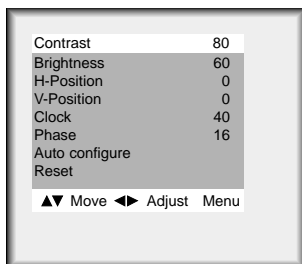 Contrast 80
Brightness 60
H-Position 0
V-Position 0
Clock 40
Phase 16
Auto configure
Reset
▲▼ Move ◀▶ Adjust Menu